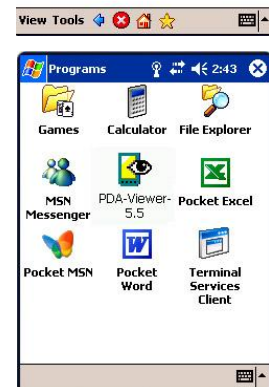 View Tools
Programs 2:43
Games Calculator File Explorer
MSN Messenger
PDA-Viewer-5.5
Pocket Excel
Pocket MSN
Pocket Word
Terminal Services Client